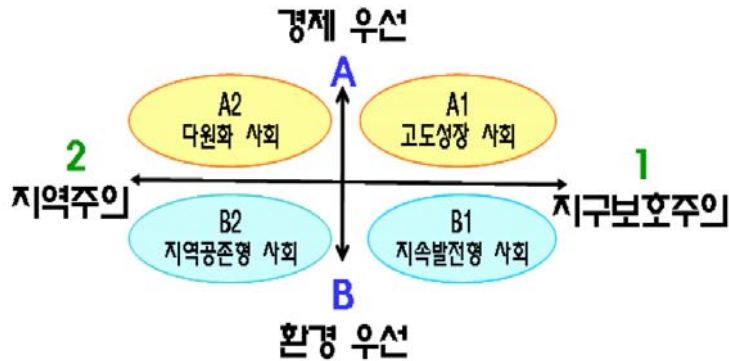 경제 우선
A
A2
다원화 사회
A1
고도성장 사회
2
지역주의
1
지구보호주의
B2
지역공존형 사회
B1
지속발전형 사회
B
환경 우선